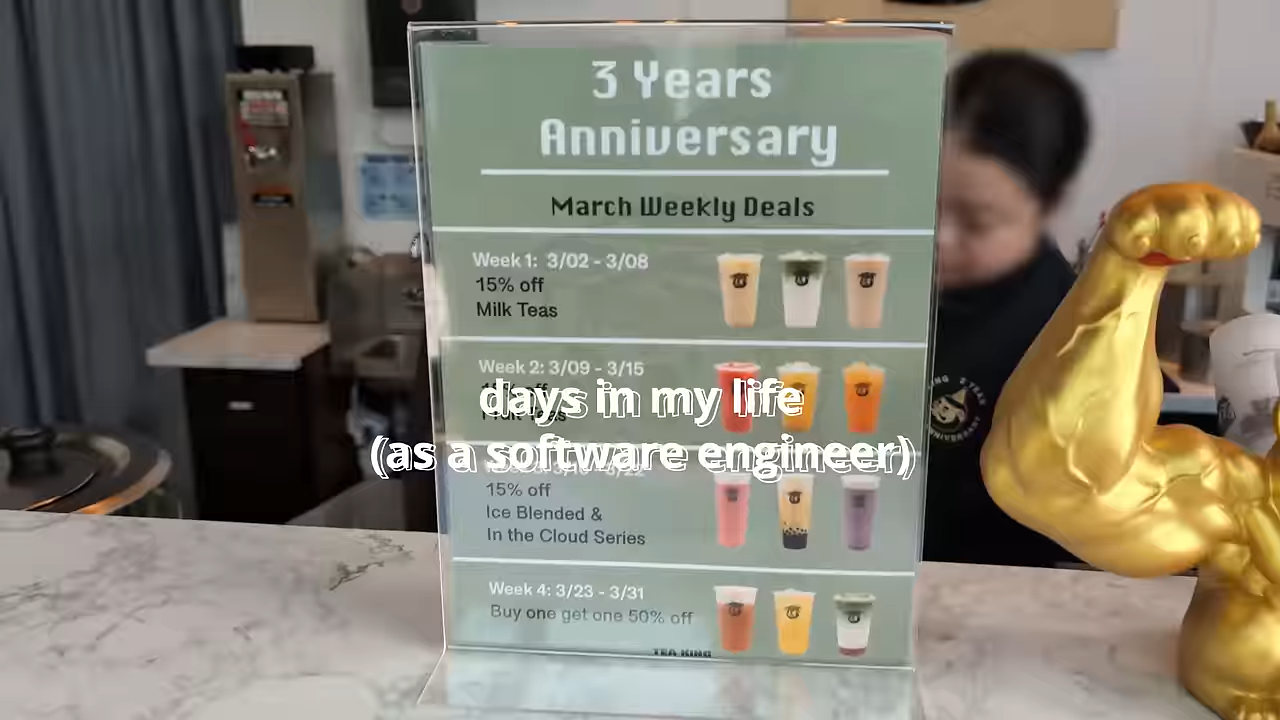 3 Years
Anniversary
March Weekly Deals
Week 1: 3/02 - 3/08
15% off
Milk Teas
Week 2: 3/09 - 3/15
days in my life
(as a software engineer)
15% off
Ice Blended &
In the Cloud Series
Week 4: 3/23 - 3/31
Buy one get one 50% off
TEA KING